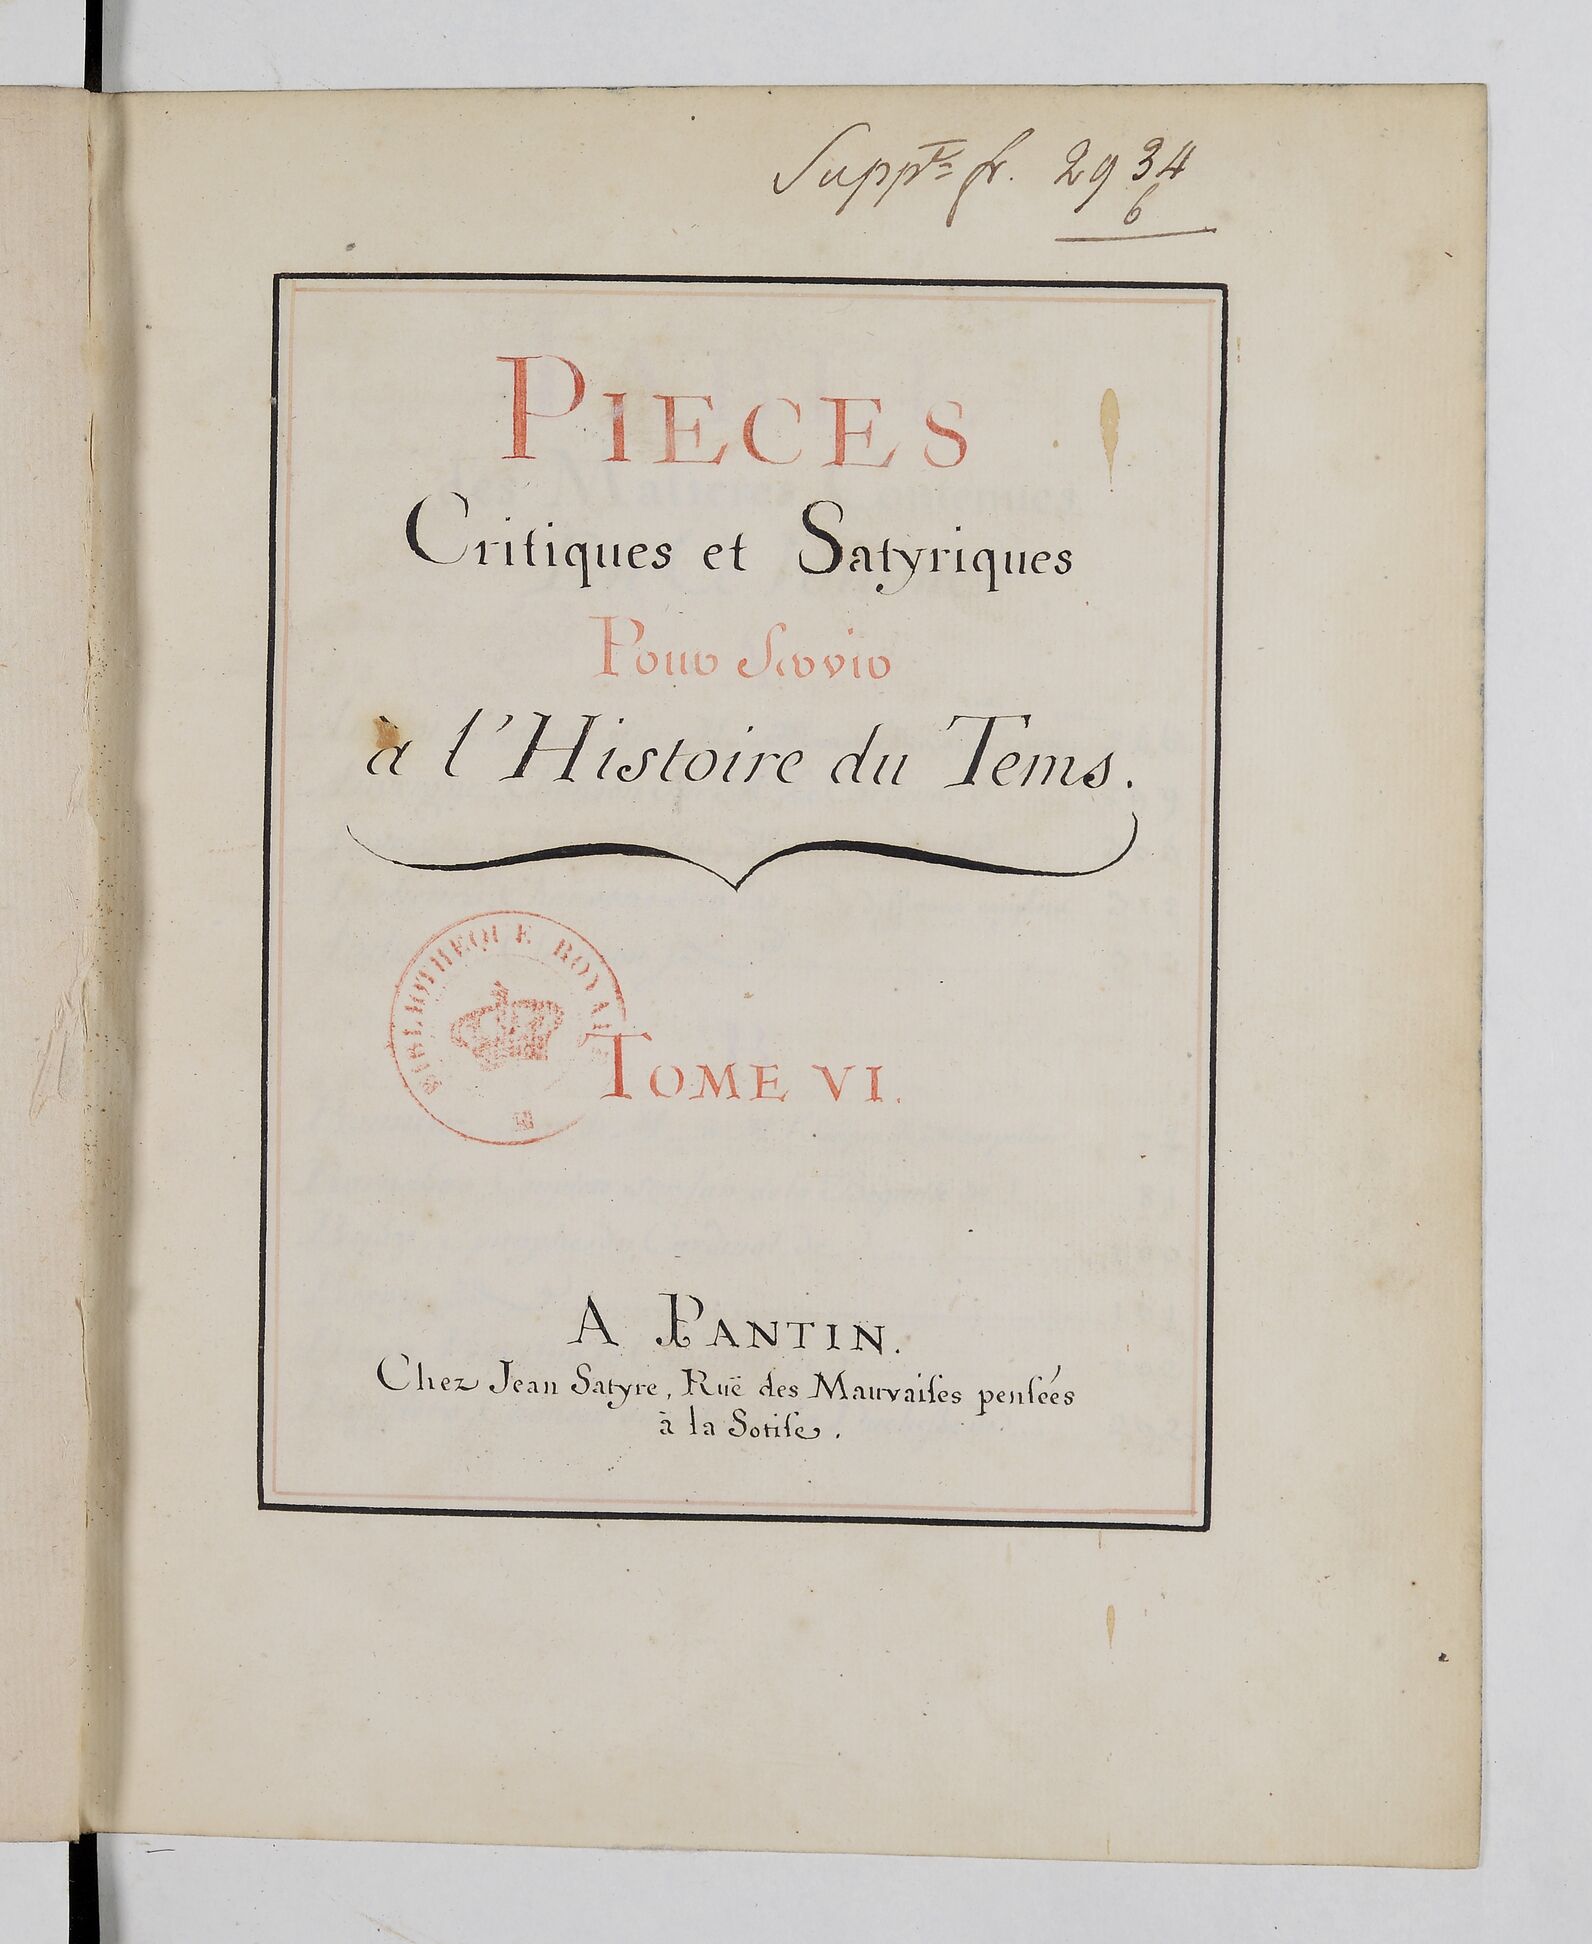 Suppt. fr. 2934
6
PIECES
Critiques et Satyriques
Pour Servir
à l'Histoire du Tems.
BIBLIOTHEQUE ROYALE
TOME VI.
A PANTIN.
Chez Jean Satyre, Ruë des Mauvaiſes penſées
à la Sotiſe.